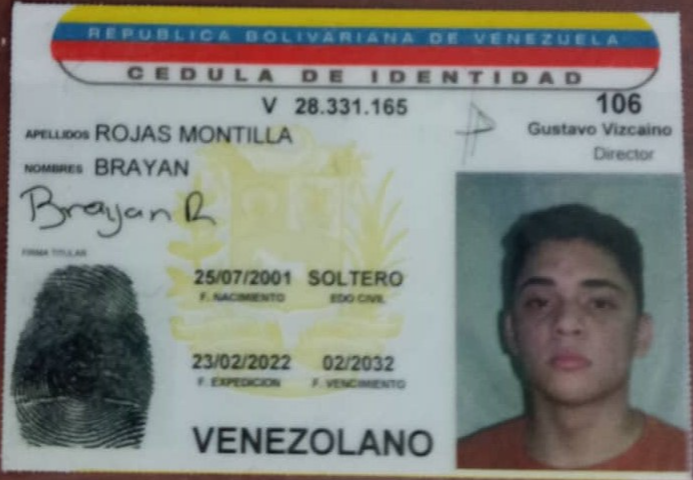 REPUBLICA BOLIVARIANA DE VENEZUELA
CEDULA DE IDENTIDAD
V 28.331.165
106
APELLIDOS ROJAS MONTILLA
Gustavo Vizcaino
Director
NOMBRES BRAYAN
Brayan R
FIRMA TITULAR
25/07/2001 SOLTERO
F. NACIMIENTO EDO CIVIL
23/02/2022 02/2032
F. EXPEDICION F. VENCIMIENTO
VENEZOLANO